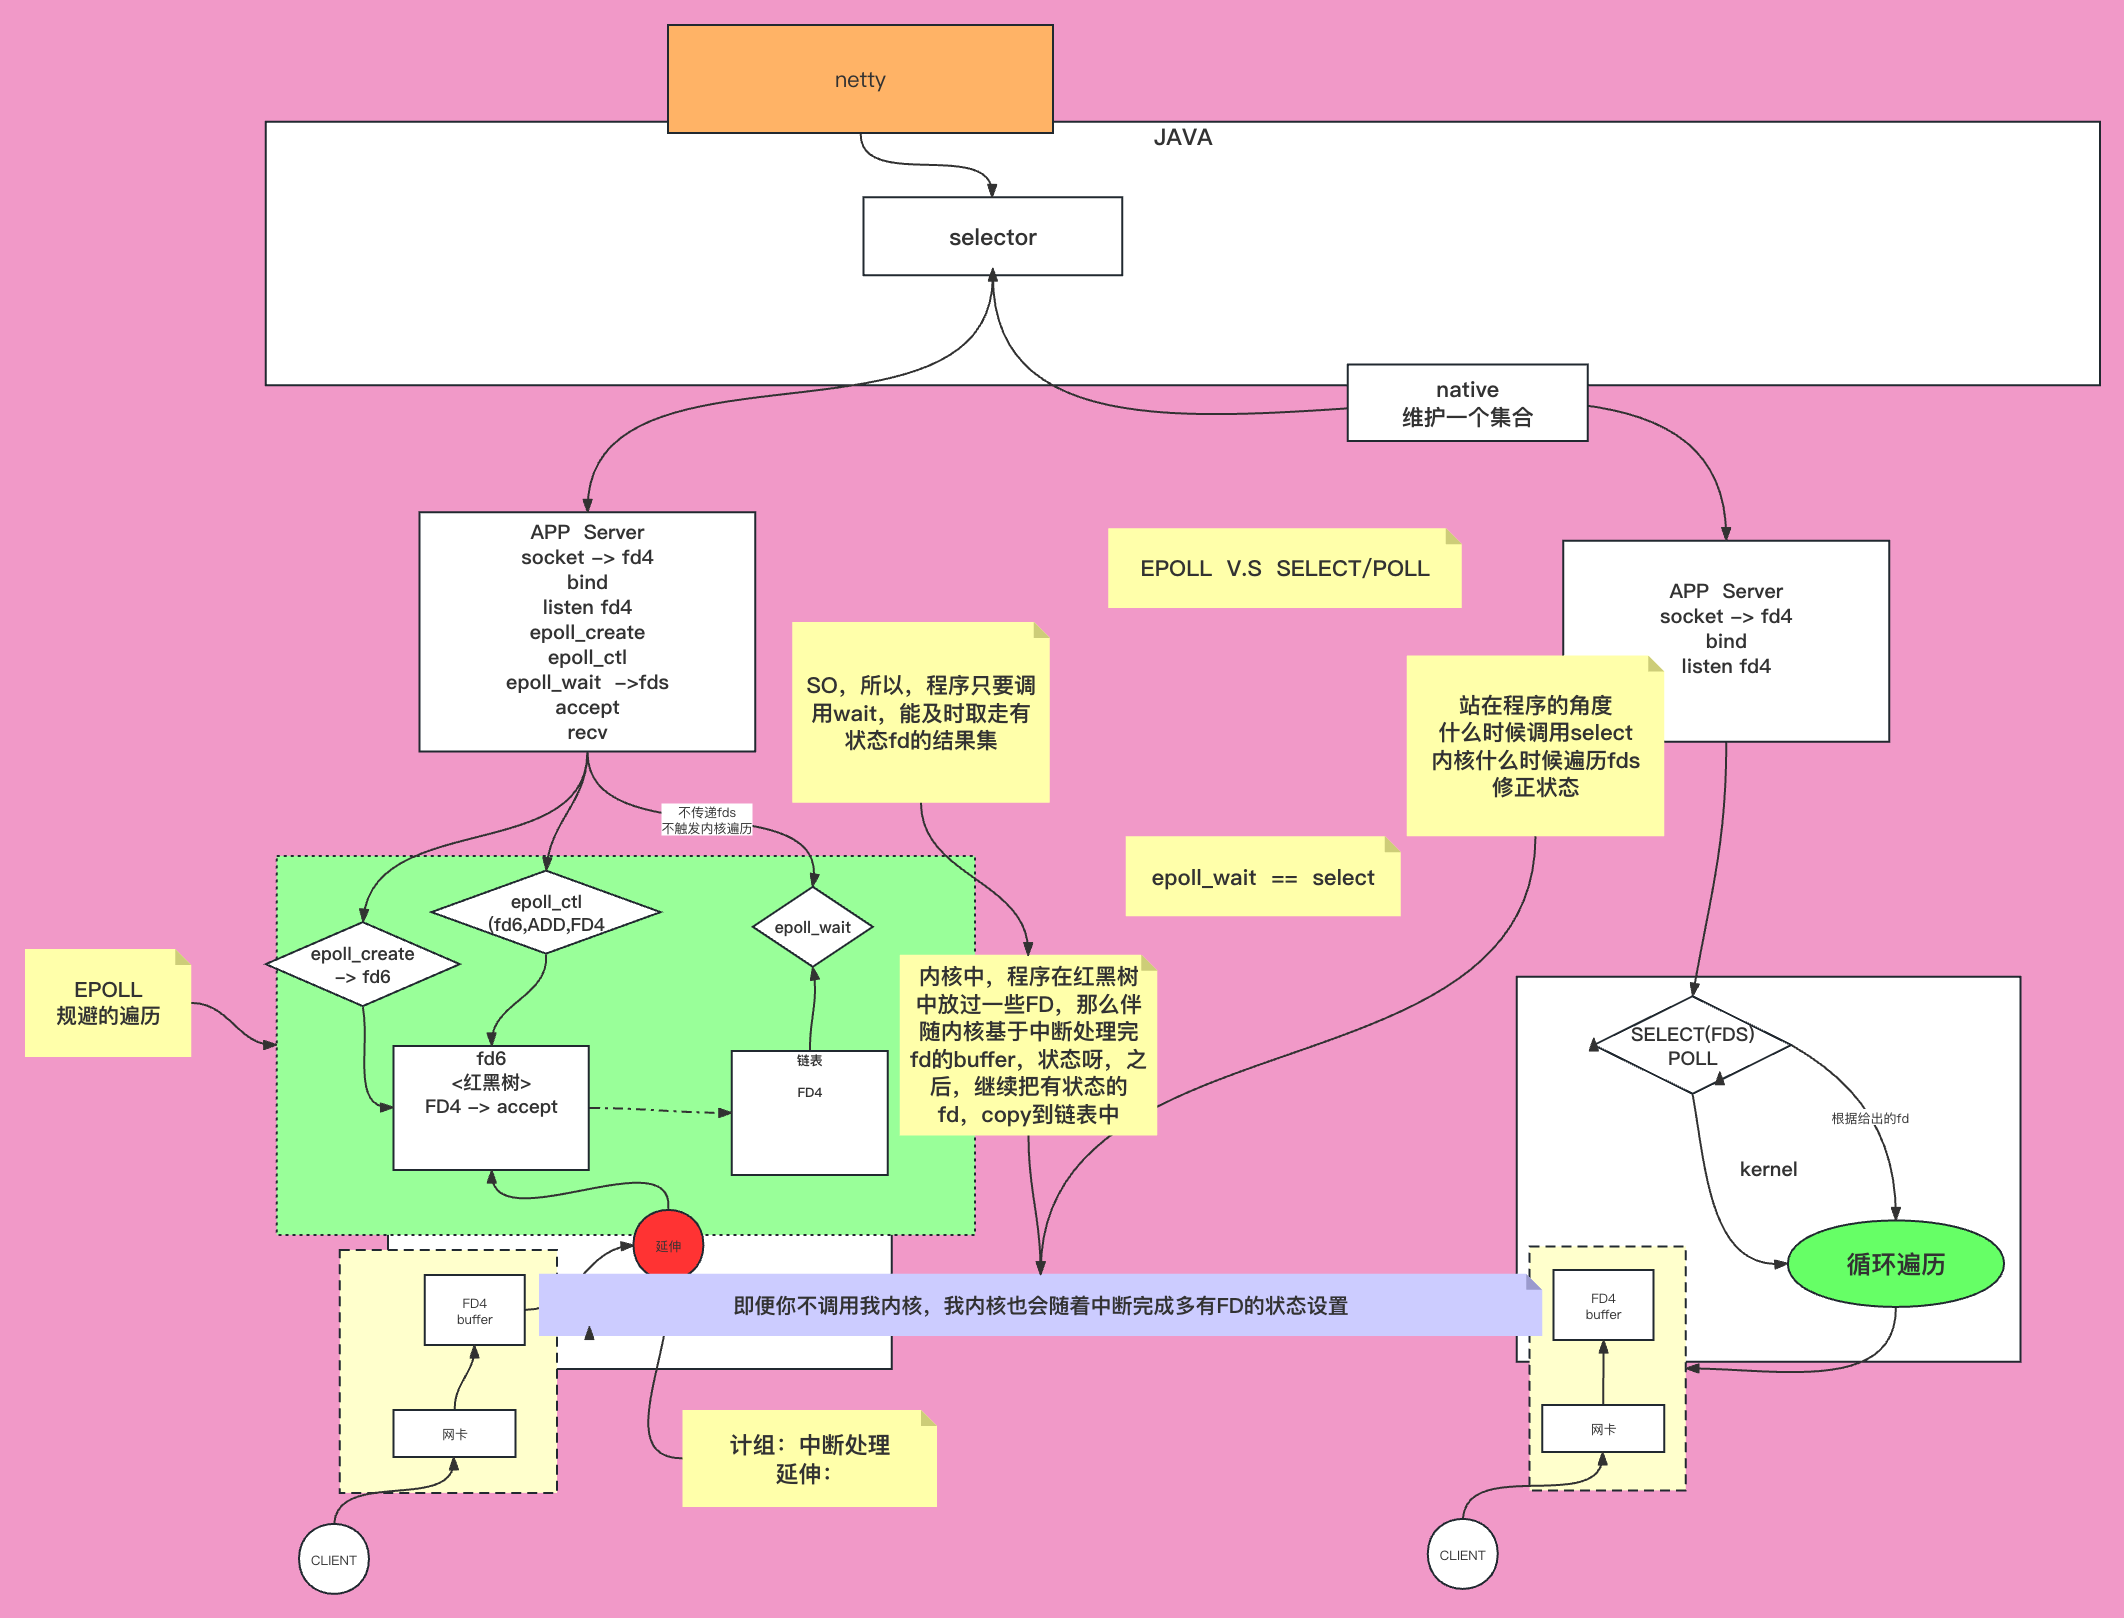 netty
JAVA
selector
native
维护一个集合
APP  Server
socket –> fd4
bind
listen fd4
epoll_create
epoll_ctl
epoll_wait  –>fds
accept
recv
EPOLL  V.S  SELECT/POLL
APP  Server
socket –> fd4
bind
listen fd4
SO，所以，程序只要调
用wait，能及时取走有
状态fd的结果集
站在程序的角度
什么时候调用select
内核什么时候遍历fds
修正状态
不传递fds
不触发内核遍历
epoll_wait  ==  select
epoll_ctl
(fd6,ADD,FD4
epoll_wait
epoll_create
–> fd6
EPOLL
规避的遍历
内核中，程序在红黑树
中放过一些FD，那么伴
随内核基于中断处理完
fd的buffer，状态呀，之
后，继续把有状态的
fd，copy到链表中
fd6
<红黑树>
FD4 –> accept
链表
FD4
SELECT(FDS)
POLL
根据给出的fd
kernel
循环遍历
延伸
即便你不调用我内核，我内核也会随着中断完成多有FD的状态设置
FD4
buffer
网卡
CLIENT
计组：中断处理
延伸：
FD4
buffer
网卡
CLIENT